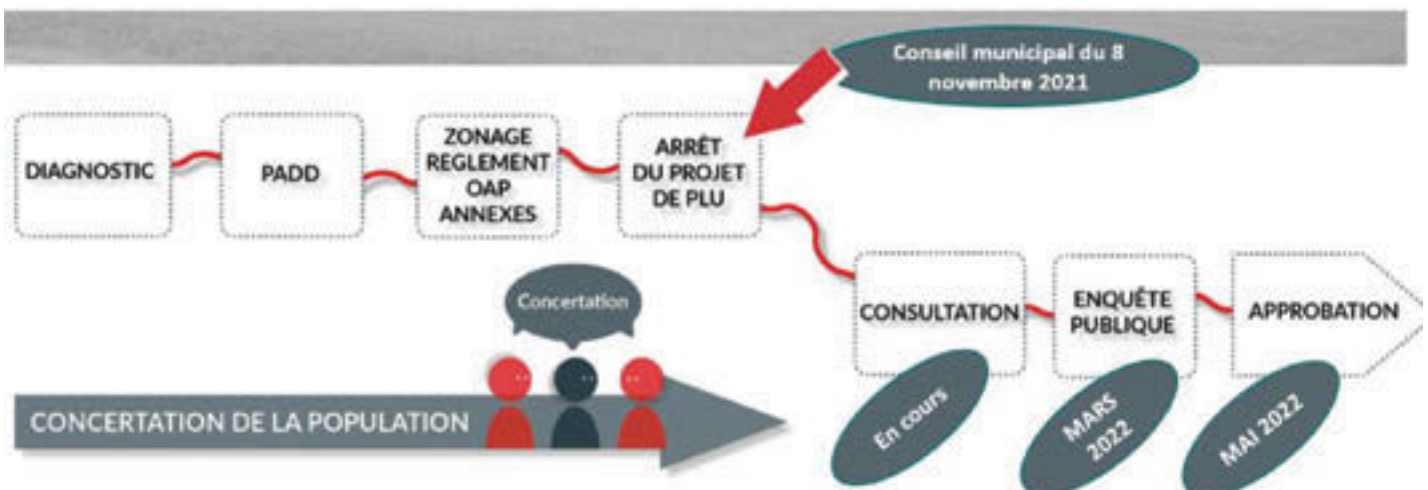 Conseil municipal du 8
novembre 2021
DIAGNOSTIC
PADD
ZONAGE
REGLEMENT
OAP
ANNEXES
ARRÊT
DU PROJET
DE PLU
CONSULTATION
ENQUÊTE
PUBLIQUE
APPROBATION
En cours
MARS
2022
MAI 2022
Concertation
CONCERTATION DE LA POPULATION